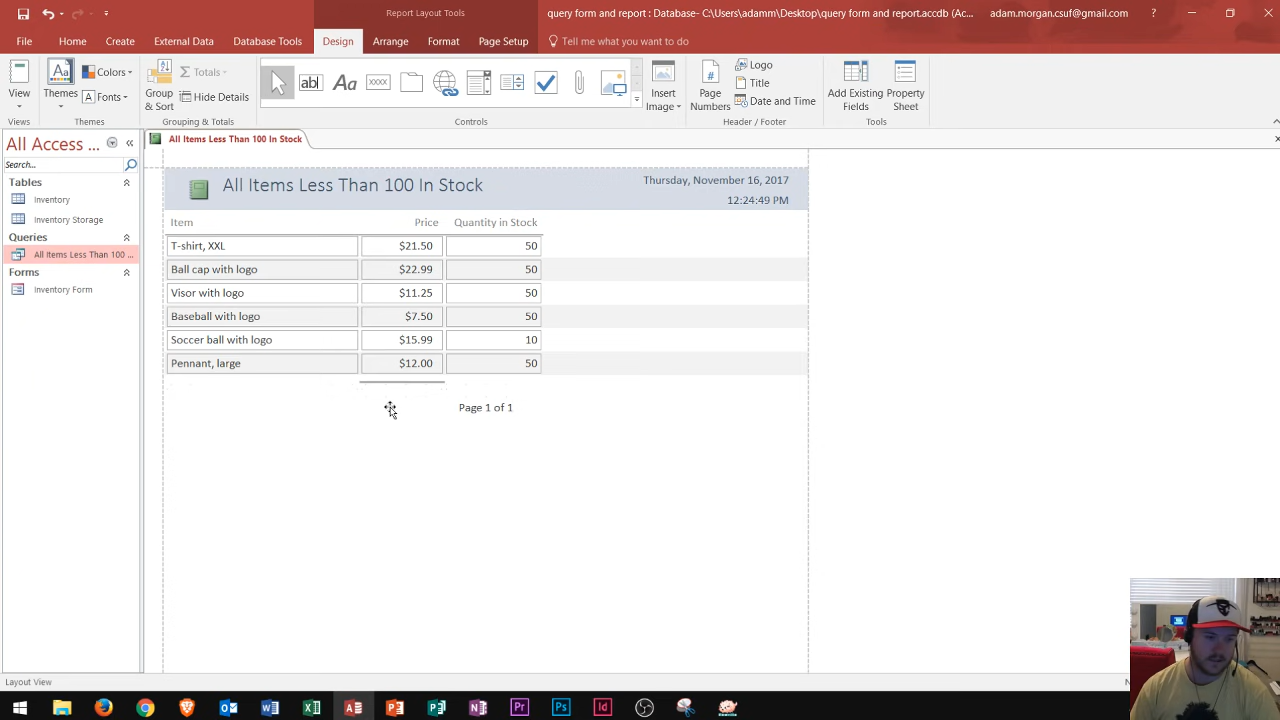 Report Layout Tools
query form and report : Database- C:\Users\adamm\Desktop\query form and report.accdb (Ac...
adam.morgan.csuf@gmail.com
?
File
Home
Create
External Data
Database Tools
Design
Arrange
Format
Page Setup
Tell me what you want to do
View
Themes
Colors
Fonts
Group & Sort
Totals
Hide Details
ab
Aa
XXXX
Insert Image
Page Numbers
Logo
Title
Date and Time
Add Existing Fields
Property Sheet
Views
Themes
Grouping & Totals
Controls
Header / Footer
Tools
All Access ...
Search...
Tables
Inventory
Inventory Storage
Queries
All Items Less Than 100 ...
Forms
Inventory Form
All Items Less Than 100 In Stock
All Items Less Than 100 In Stock
Thursday, November 16, 2017
12:24:49 PM
Item Price Quantity in Stock
T-shirt, XXL $21.50 50
Ball cap with logo $22.99 50
Visor with logo $11.25 50
Baseball with logo $7.50 50
Soccer ball with logo $15.99 10
Pennant, large $12.00 50
Page 1 of 1
Layout View